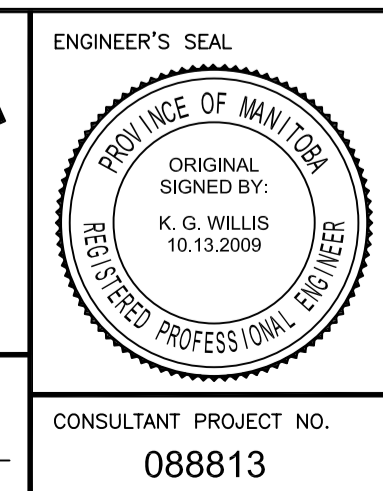 ENGINEER'S SEAL
PROVINCE OF MANITOBA
ORIGINAL
SIGNED BY:
K. G. WILLIS
10.13.2009
REGISTERED PROFESSIONAL ENGINEER
CONSULTANT PROJECT NO.
088813